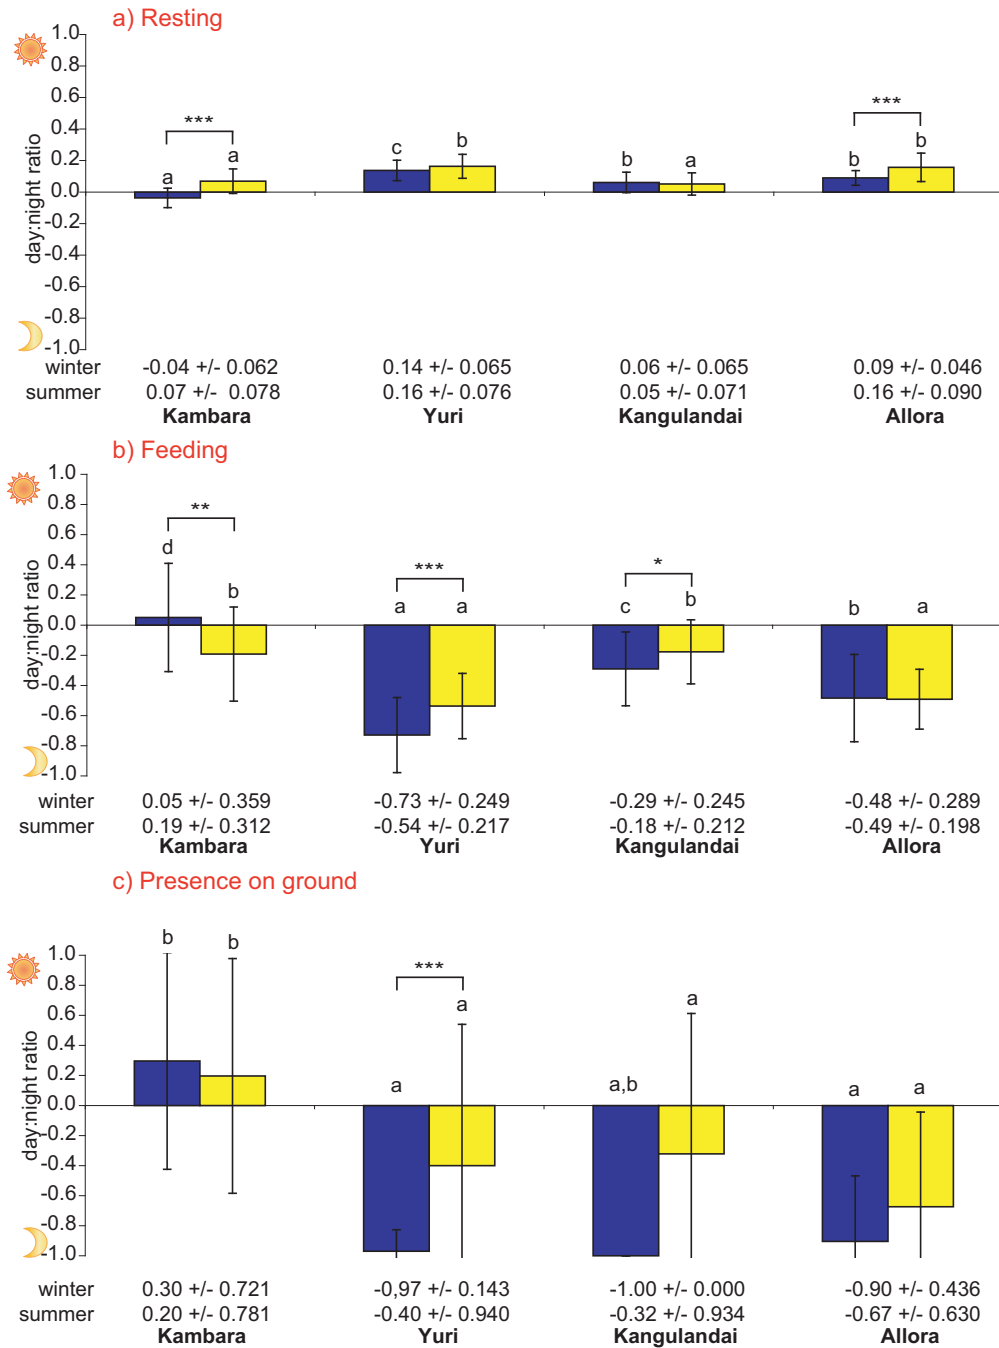 a) Resting
1.0
0.8
0.6
0.4
0.2
0.0
-0.2
-0.4
-0.6
-0.8
-1.0
day:night ratio
***
a
a
c
b
b
a
***
b
b
winter -0.04 +/- 0.062 0.14 +/- 0.065 0.06 +/- 0.065 0.09 +/- 0.046
summer 0.07 +/- 0.078 0.16 +/- 0.076 0.05 +/- 0.071 0.16 +/- 0.090
Kambara Yuri Kangulandai Allora
b) Feeding
1.0
0.8
0.6
0.4
0.2
0.0
-0.2
-0.4
-0.6
-0.8
-1.0
day:night ratio
**
d
b
***
a
a
*
c
b
b
a
winter 0.05 +/- 0.359 -0.73 +/- 0.249 -0.29 +/- 0.245 -0.48 +/- 0.289
summer 0.19 +/- 0.312 -0.54 +/- 0.217 -0.18 +/- 0.212 -0.49 +/- 0.198
Kambara Yuri Kangulandai Allora
c) Presence on ground
1.0
0.8
0.6
0.4
0.2
0.0
-0.2
-0.4
-0.6
-0.8
-1.0
day:night ratio
b
b
***
a
a
a,b
a
a
a
winter 0.30 +/- 0.721 -0,97 +/- 0.143 -1.00 +/- 0.000 -0.90 +/- 0.436
summer 0.20 +/- 0.781 -0.40 +/- 0.940 -0.32 +/- 0.934 -0.67 +/- 0.630
Kambara Yuri Kangulandai Allora